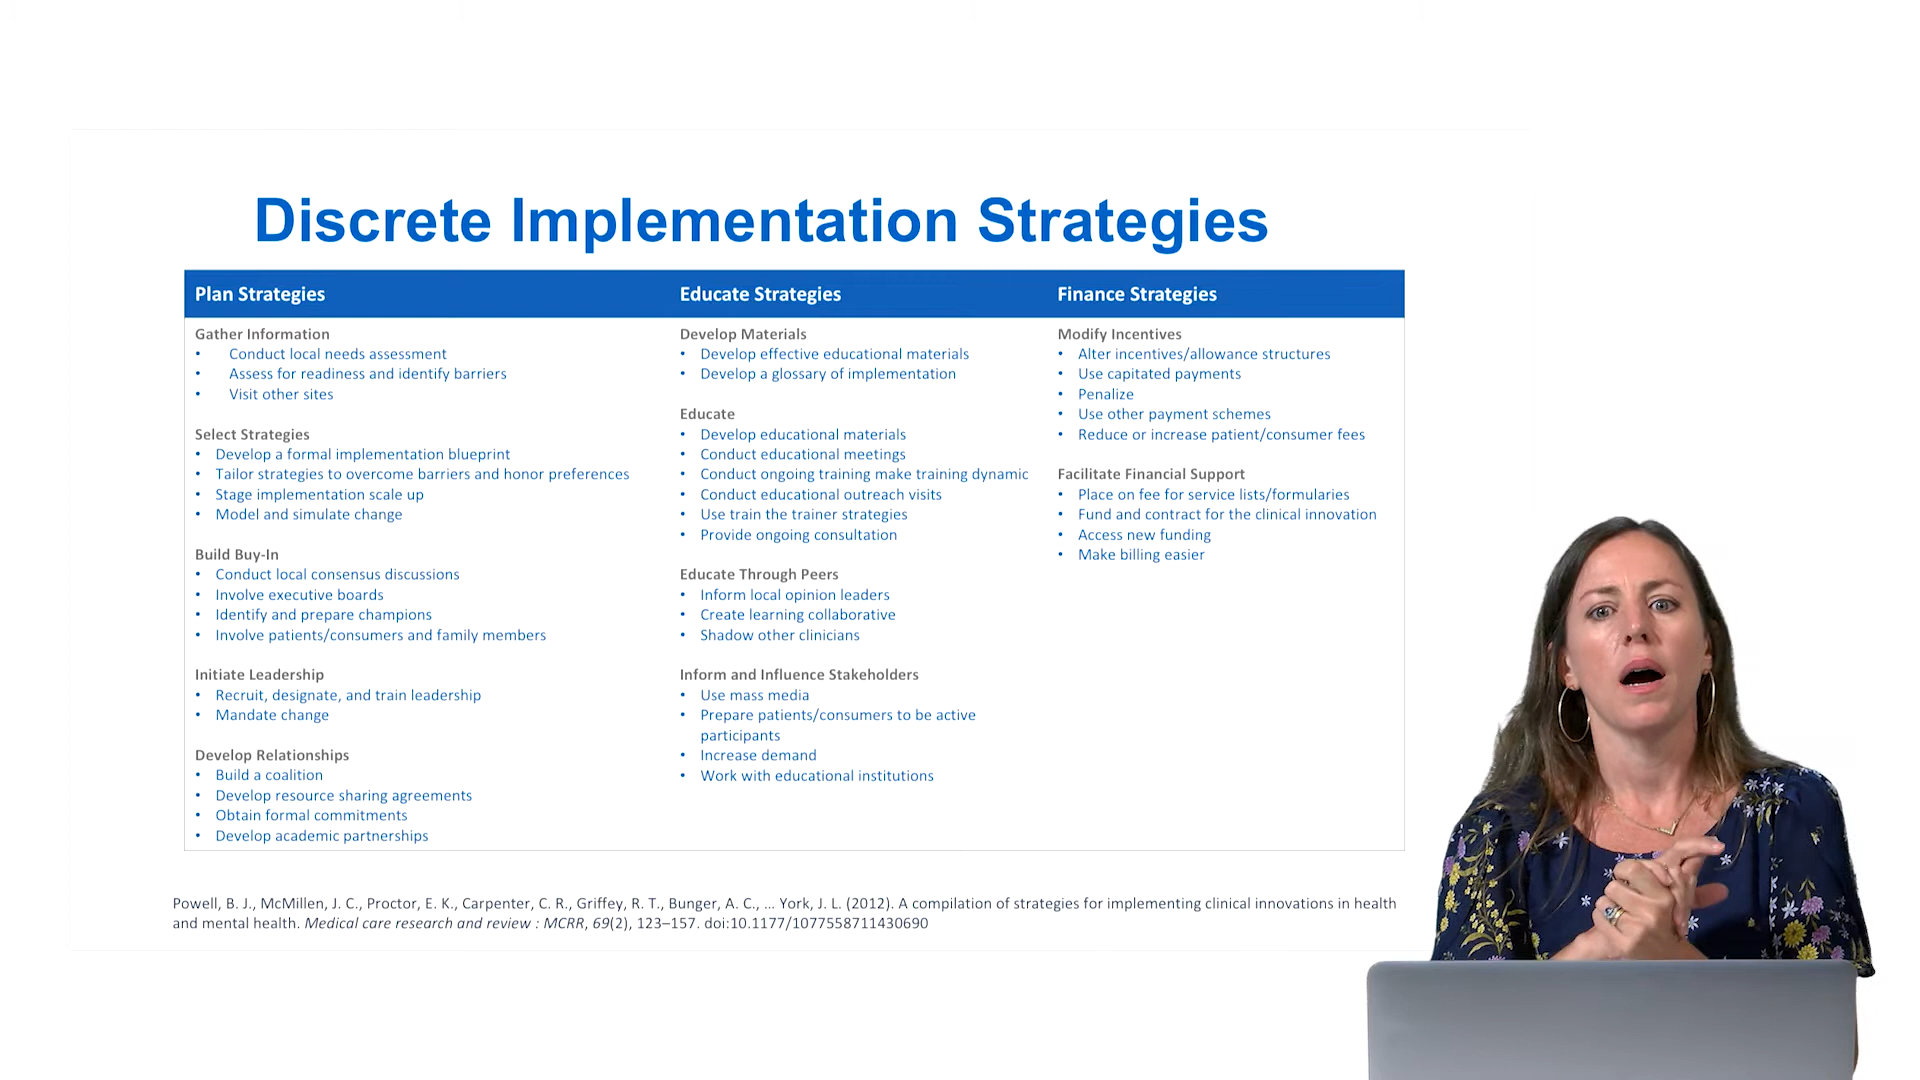 Discrete Implementation Strategies
Plan Strategies
Gather Information
• Conduct local needs assessment
• Assess for readiness and identify barriers
• Visit other sites
Select Strategies
• Develop a formal implementation blueprint
• Tailor strategies to overcome barriers and honor preferences
• Stage implementation scale up
• Model and simulate change
Build Buy-In
• Conduct local consensus discussions
• Involve executive boards
• Identify and prepare champions
• Involve patients/consumers and family members
Initiate Leadership
• Recruit, designate, and train leadership
• Mandate change
Develop Relationships
• Build a coalition
• Develop resource sharing agreements
• Obtain formal commitments
• Develop academic partnerships
Educate Strategies
Develop Materials
• Develop effective educational materials
• Develop a glossary of implementation
Educate
• Develop educational materials
• Conduct educational meetings
• Conduct ongoing training make training dynamic
• Conduct educational outreach visits
• Use train the trainer strategies
• Provide ongoing consultation
Educate Through Peers
• Inform local opinion leaders
• Create learning collaborative
• Shadow other clinicians
Inform and Influence Stakeholders
• Use mass media
• Prepare patients/consumers to be active
participants
• Increase demand
• Work with educational institutions
Finance Strategies
Modify Incentives
• Alter incentives/allowance structures
• Use capitated payments
• Penalize
• Use other payment schemes
• Reduce or increase patient/consumer fees
Facilitate Financial Support
• Place on fee for service lists/formularies
• Fund and contract for the clinical innovation
• Access new funding
• Make billing easier
Powell, B. J., McMillen, J. C., Proctor, E. K., Carpenter, C. R., Griffey, R. T., Bunger, A. C., … York, J. L. (2012). A compilation of strategies for implementing clinical innovations in health
and mental health. Medical care research and review : MCRR, 69(2), 123–157. doi:10.1177/1077558711430690